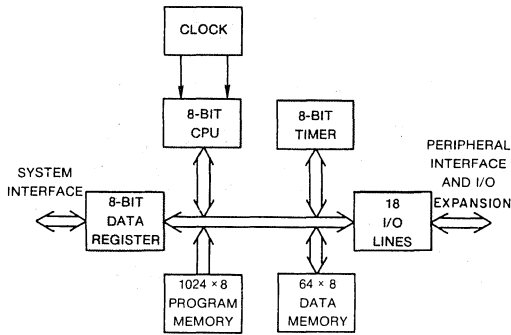 CLOCK
8-BIT
CPU
8-BIT
TIMER
SYSTEM
INTERFACE
PERIPHERAL
INTERFACE
AND I/O
EXPANSION
8-BIT
DATA
REGISTER
18
I/O
LINES
1024 × 8
PROGRAM
MEMORY
64 × 8
DATA
MEMORY